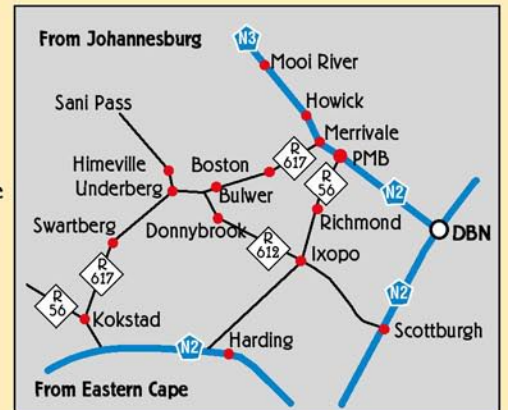 From Johannesburg
N3
Mooi River
Howick
Sani Pass
Merrivale
R 617
PMB
Himeville
Boston
Underberg
Bulwer
R 56
N2
Richmond
Swartberg
Donnybrook
R 612
DBN
R 617
Ixopo
R 56
N2
Kokstad
Scottburgh
N2
Harding
From Eastern Cape
e